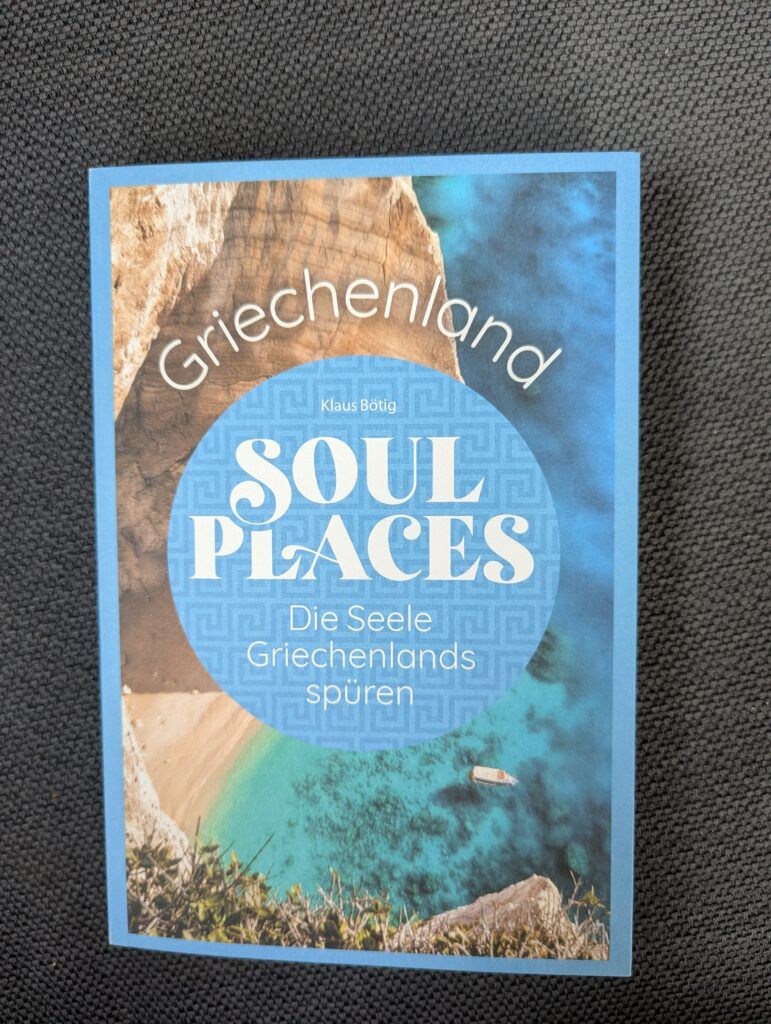 Griechenland
Klaus Bötig
SOUL
PLACES
Die Seele
Griechenlands
spüren